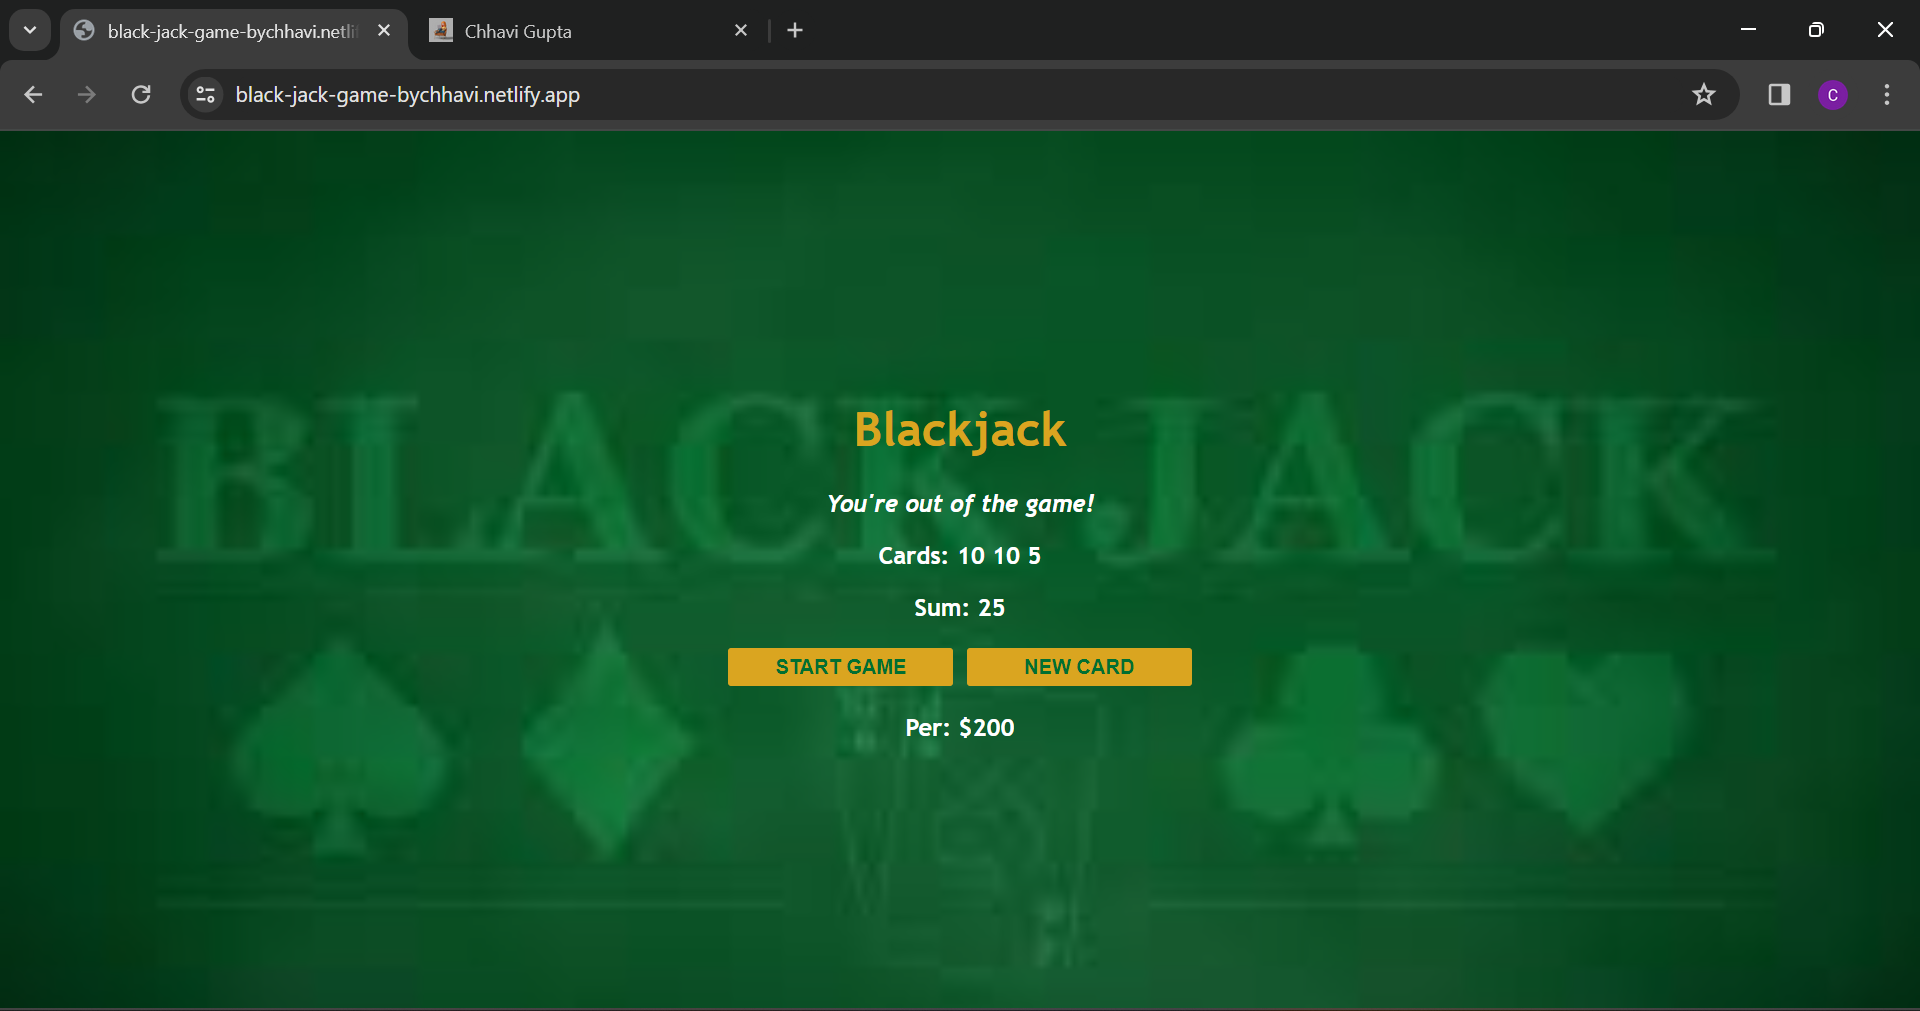 black-jack-game-bychhavi.netli
Chhavi Gupta
black-jack-game-bychhavi.netlify.app
C
BLACK JACK
Blackjack
You're out of the game!
Cards: 10 10 5
Sum: 25
START GAME NEW CARD
Per: $200